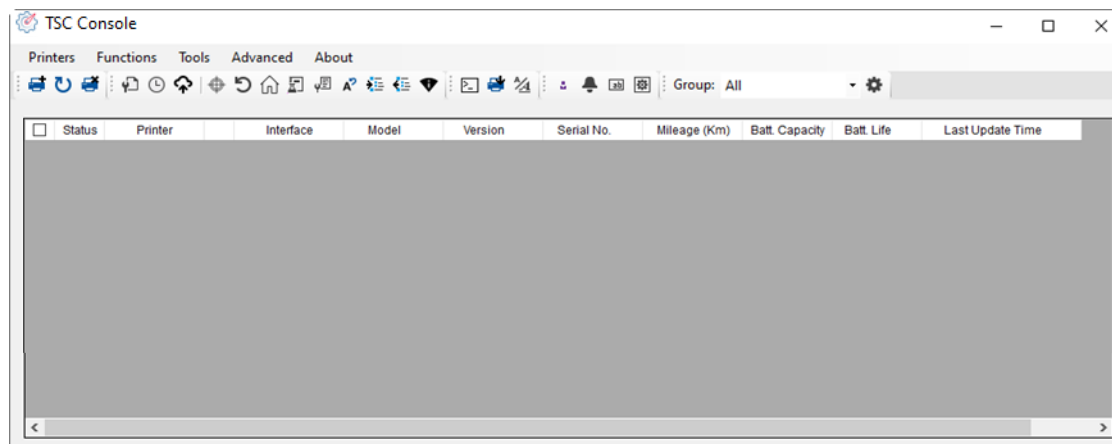 TSC Console
Printers Functions Tools Advanced About
Group: All
Status Printer Interface Model Version Serial No. Mileage (Km) Batt. Capacity Batt. Life Last Update Time